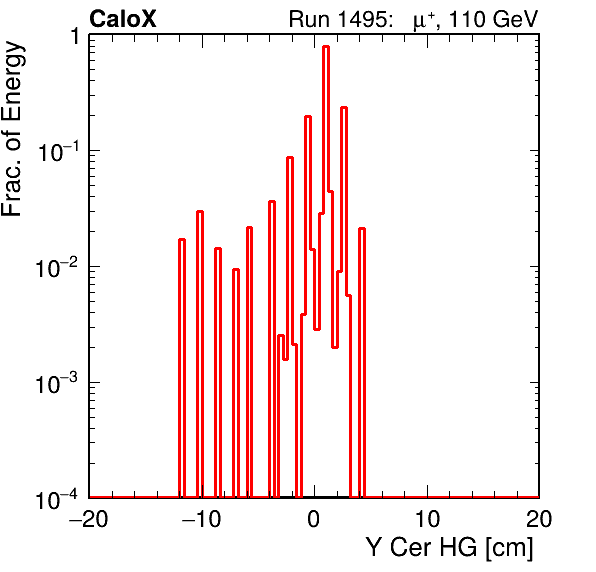 CaloX Run 1495: μ⁺, 110 GeV
Frac. of Energy
1
10⁻¹
10⁻²
10⁻³
10⁻⁴
−20 −10 0 10 20
Y Cer HG [cm]